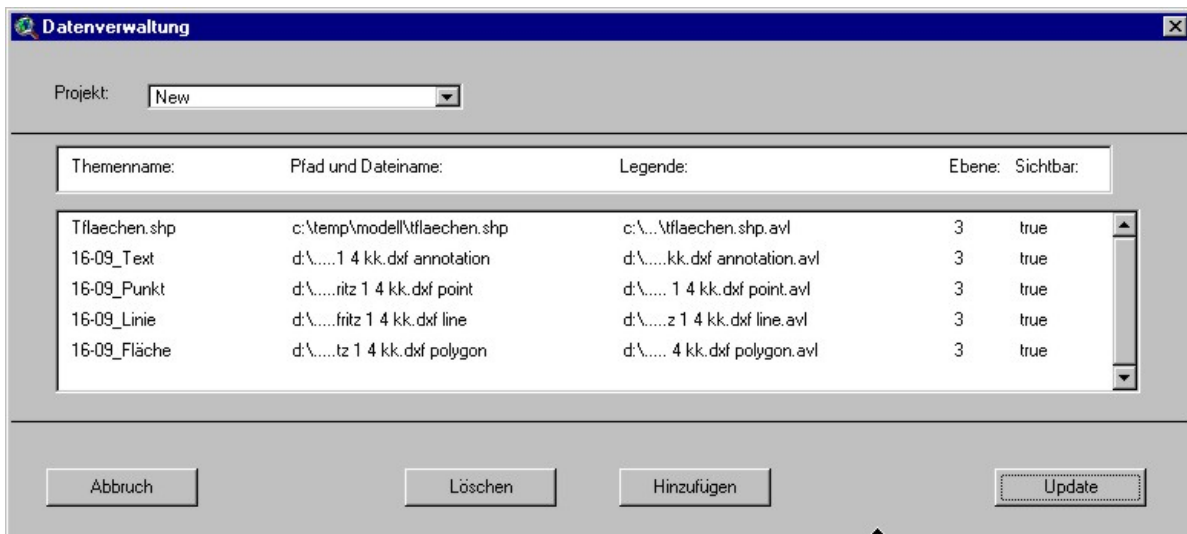 Datenverwaltung
Projekt: New
Themenname: Pfad und Dateiname: Legende: Ebene: Sichtbar:
Tflaechen.shp c:\temp\modell\tflaechen.shp c:\...\tflaechen.shp.avl 3 true
16-09_Text d:\.....1 4 kk.dxf annotation d:\.....kk.dxf annotation.avl 3 true
16-09_Punkt d:\.....ritz 1 4 kk.dxf point d:\..... 1 4 kk.dxf point.avl 3 true
16-09_Linie d:\.....fritz 1 4 kk.dxf line d:\.....z 1 4 kk.dxf line.avl 3 true
16-09_Fläche d:\.....tz 1 4 kk.dxf polygon d:\..... 4 kk.dxf polygon.avl 3 true
Abbruch Löschen Hinzufügen Update